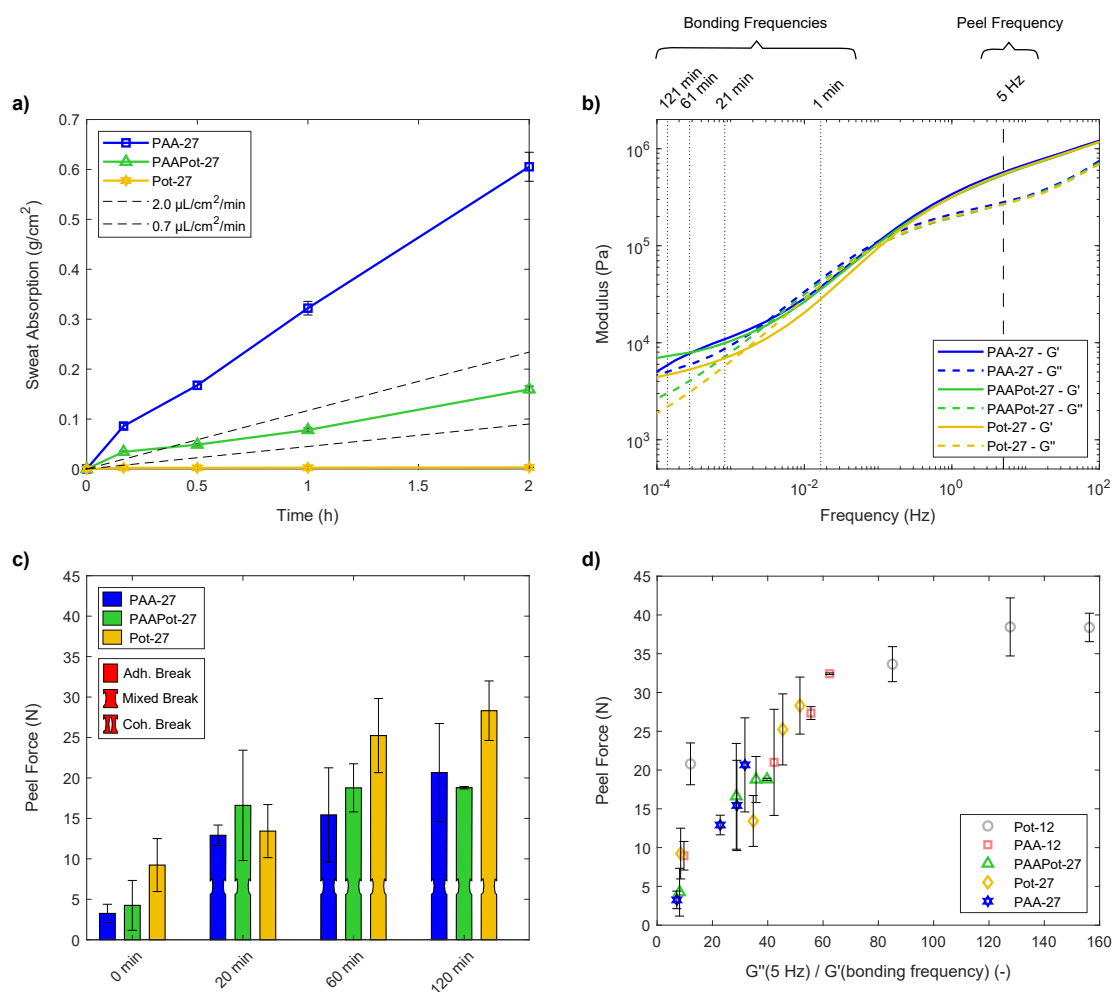 Bonding Frequencies
Peel Frequency
121 min
61 min
21 min
1 min
5 Hz
a)
0.7
0.6
0.5
0.4
0.3
0.2
0.1
0
0 0.5 1 1.5 2
Sweat Absorption (g/cm²)
Time (h)
PAA-27
PAAPot-27
Pot-27
2.0 µL/cm²/min
0.7 µL/cm²/min
b)
10⁶
10⁵
10⁴
10³
10⁻⁴ 10⁻² 10⁰ 10²
Modulus (Pa)
Frequency (Hz)
PAA-27 - G'
PAA-27 - G''
PAAPot-27 - G'
PAAPot-27 - G''
Pot-27 - G'
Pot-27 - G''
c)
45
40
35
30
25
20
15
10
5
0
0 min
20 min
60 min
120 min
Peel Force (N)
PAA-27
PAAPot-27
Pot-27
Adh. Break
Mixed Break
Coh. Break
d)
45
40
35
30
25
20
15
10
5
0
0 20 40 60 80 100 120 140 160
Peel Force (N)
G''(5 Hz) / G'(bonding frequency) (-)
Pot-12
PAA-12
PAAPot-27
Pot-27
PAA-27